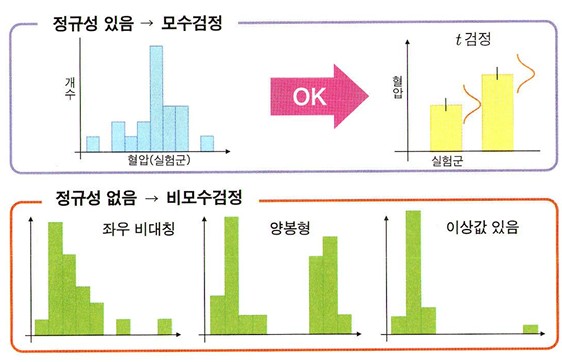 정규성 있음 → 모수검정
개수
혈압(실험군)
OK
t 검정
혈압
실험군
정규성 없음 → 비모수검정
좌우 비대칭
양봉형
이상값 있음